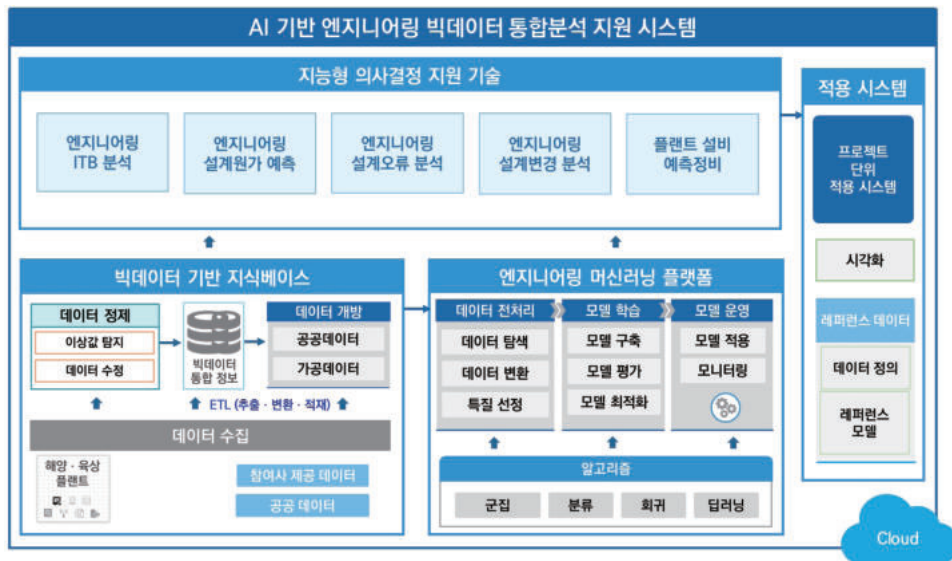 AI 기반 엔지니어링 빅데이터 통합분석 지원 시스템
지능형 의사결정 지원 기술
엔지니어링
ITB 분석
엔지니어링
설계원가 예측
엔지니어링
설계오류 분석
엔지니어링
설계변경 분석
플랜트 설비
예측정비
적용 시스템
프로젝트
단위
적용 시스템
시각화
레퍼런스 데이터
데이터 정의
레퍼런스
모델
빅데이터 기반 지식베이스
데이터 정제
이상값 탐지
데이터 수정
빅데이터
통합 정보
데이터 개방
공공데이터
가공데이터
ETL (추출 · 변환 · 적재)
데이터 수집
해양 · 육상
플랜트
참여사 제공 데이터
공공 데이터
엔지니어링 머신러닝 플랫폼
데이터 전처리
데이터 탐색
데이터 변환
특질 선정
모델 학습
모델 구축
모델 평가
모델 최적화
모델 운영
모델 적용
모니터링
알고리즘
군집
분류
회귀
딥러닝
Cloud